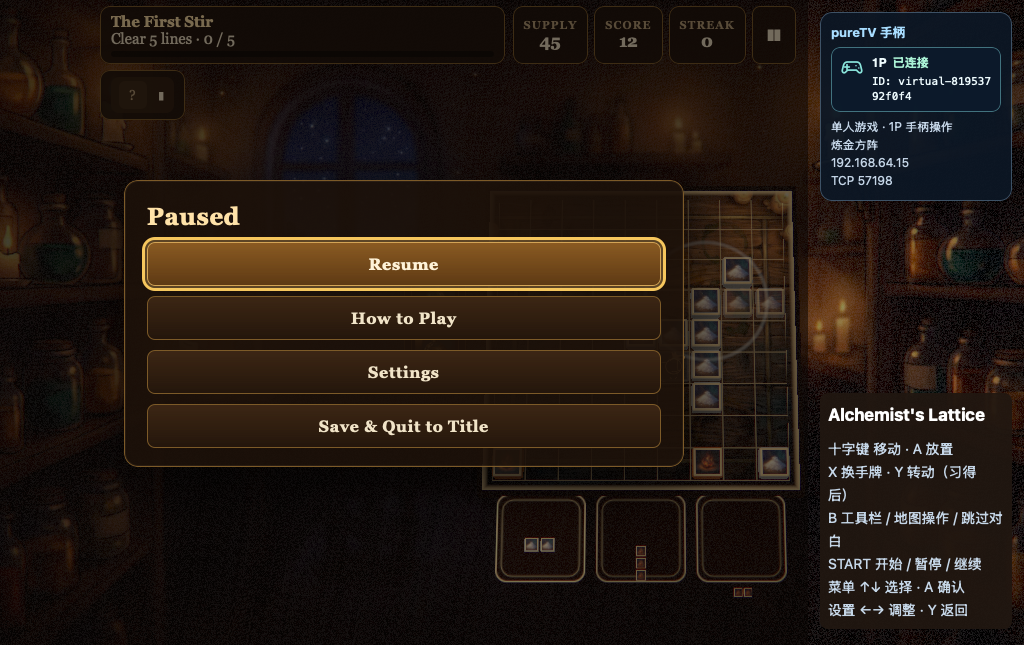 The First Stir
Clear 5 lines · 0 / 5
SUPPLY
45
SCORE
12
STREAK
0
?
Paused
Resume
How to Play
Settings
Save & Quit to Title
pureTV 手柄
1P 已连接
ID: virtual-819537
92f0f4
单人游戏 · 1P 手柄操作
炼金方阵
192.168.64.15
TCP 57198
Alchemist's Lattice
十字键 移动 · A 放置
X 换手牌 · Y 转动（习得
后）
B 工具栏 / 地图操作 / 跳过对
白
START 开始 / 暂停 / 继续
菜单 ↑↓ 选择 · A 确认
设置 ←→ 调整 · Y 返回